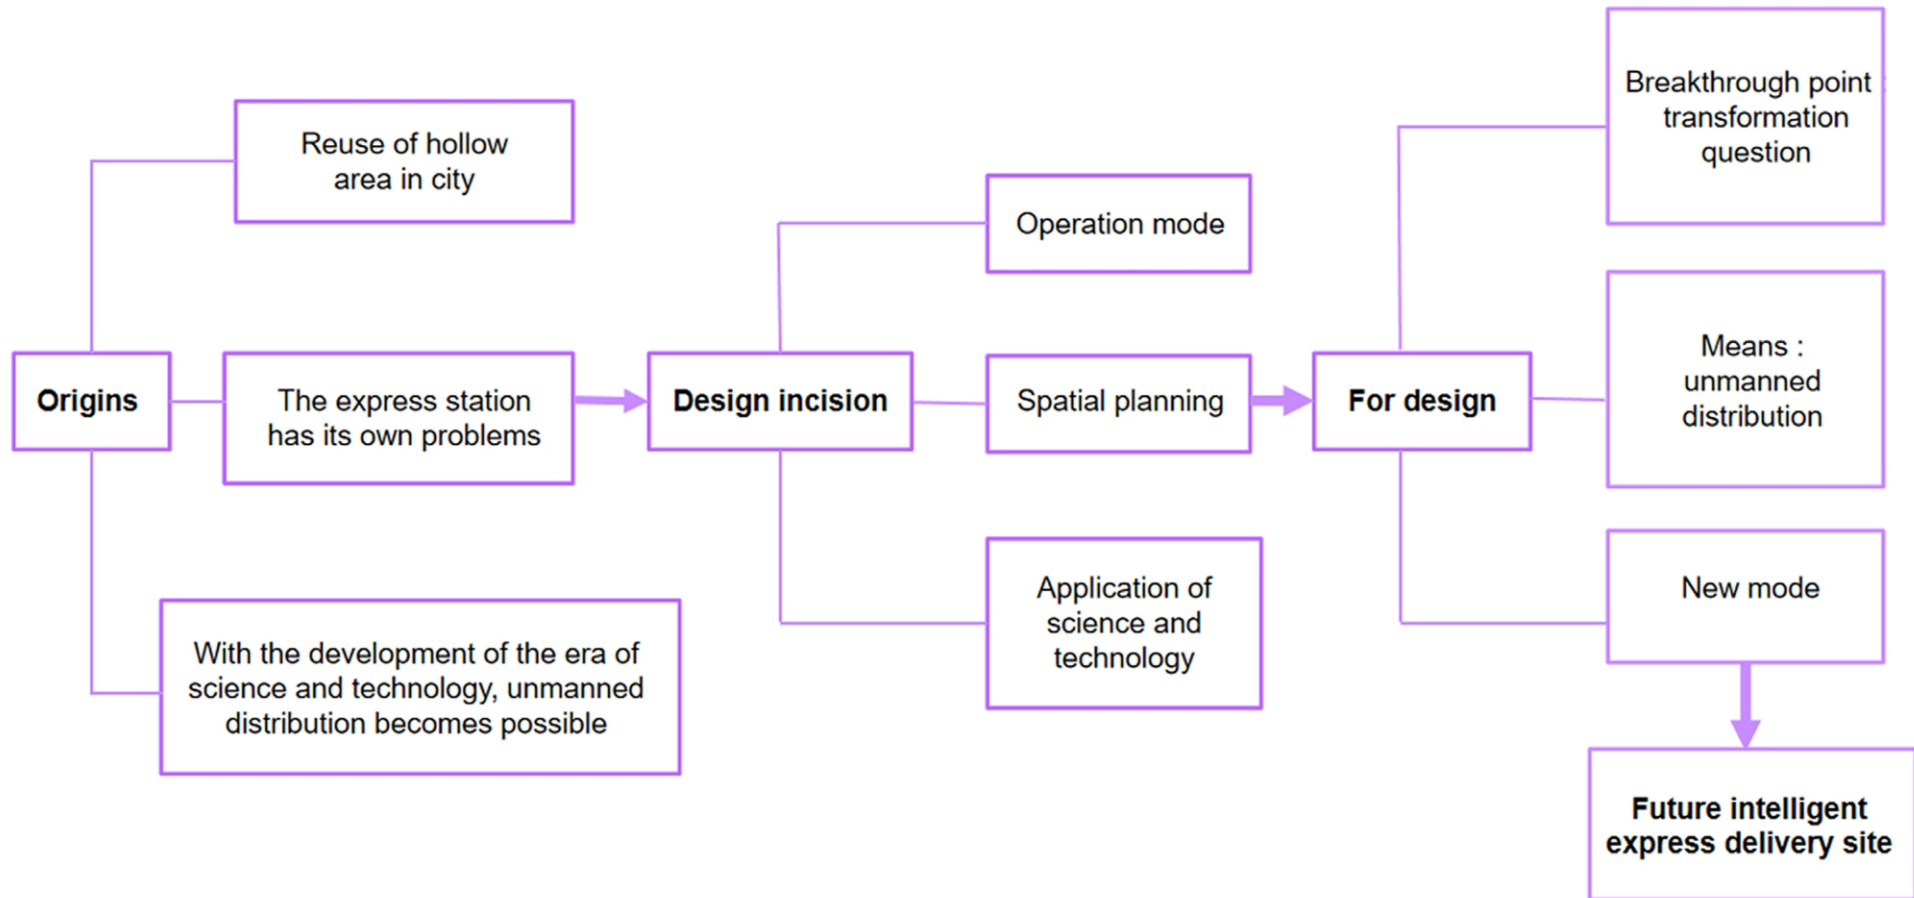 Reuse of hollow
area in city
Origins
The express station
has its own problems
With the development of the era of
science and technology, unmanned
distribution becomes possible
Design incision
Operation mode
Spatial planning
Application of
science and
technology
For design
Breakthrough point
transformation
question
Means :
unmanned
distribution
New mode
Future intelligent
express delivery site